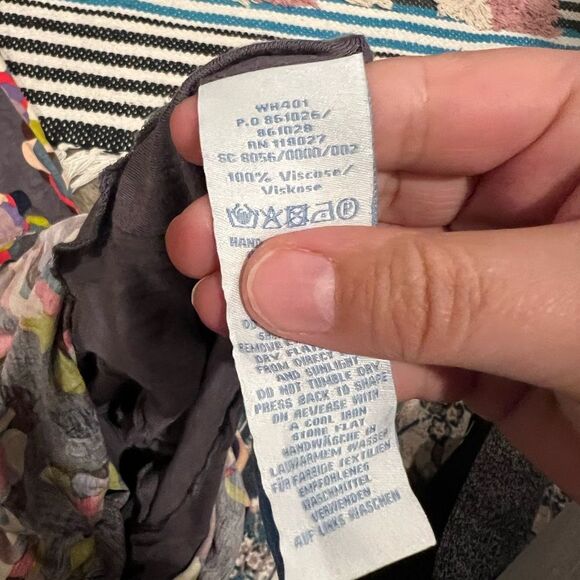 WH401
P.O 861026/
861028
RN 119027
SC 8056/0000/002
100% Viscose/
Viskose
HAND
REMOVE
DRY FLAT
FROM DIRECT
AND SUNLIGHT
DO NOT TUMBLE DRY
PRESS BACK TO SHAPE
ON REVERSE WITH
A COOL IRON
STORE FLAT
HANDWÄSCHE IN
LAUWARMEM WASSER
FÜR FARBIGE TEXTILIEN
EMPFOHLENES
WASCHMITTEL
VERWENDEN
AUF LINKS WASCHEN